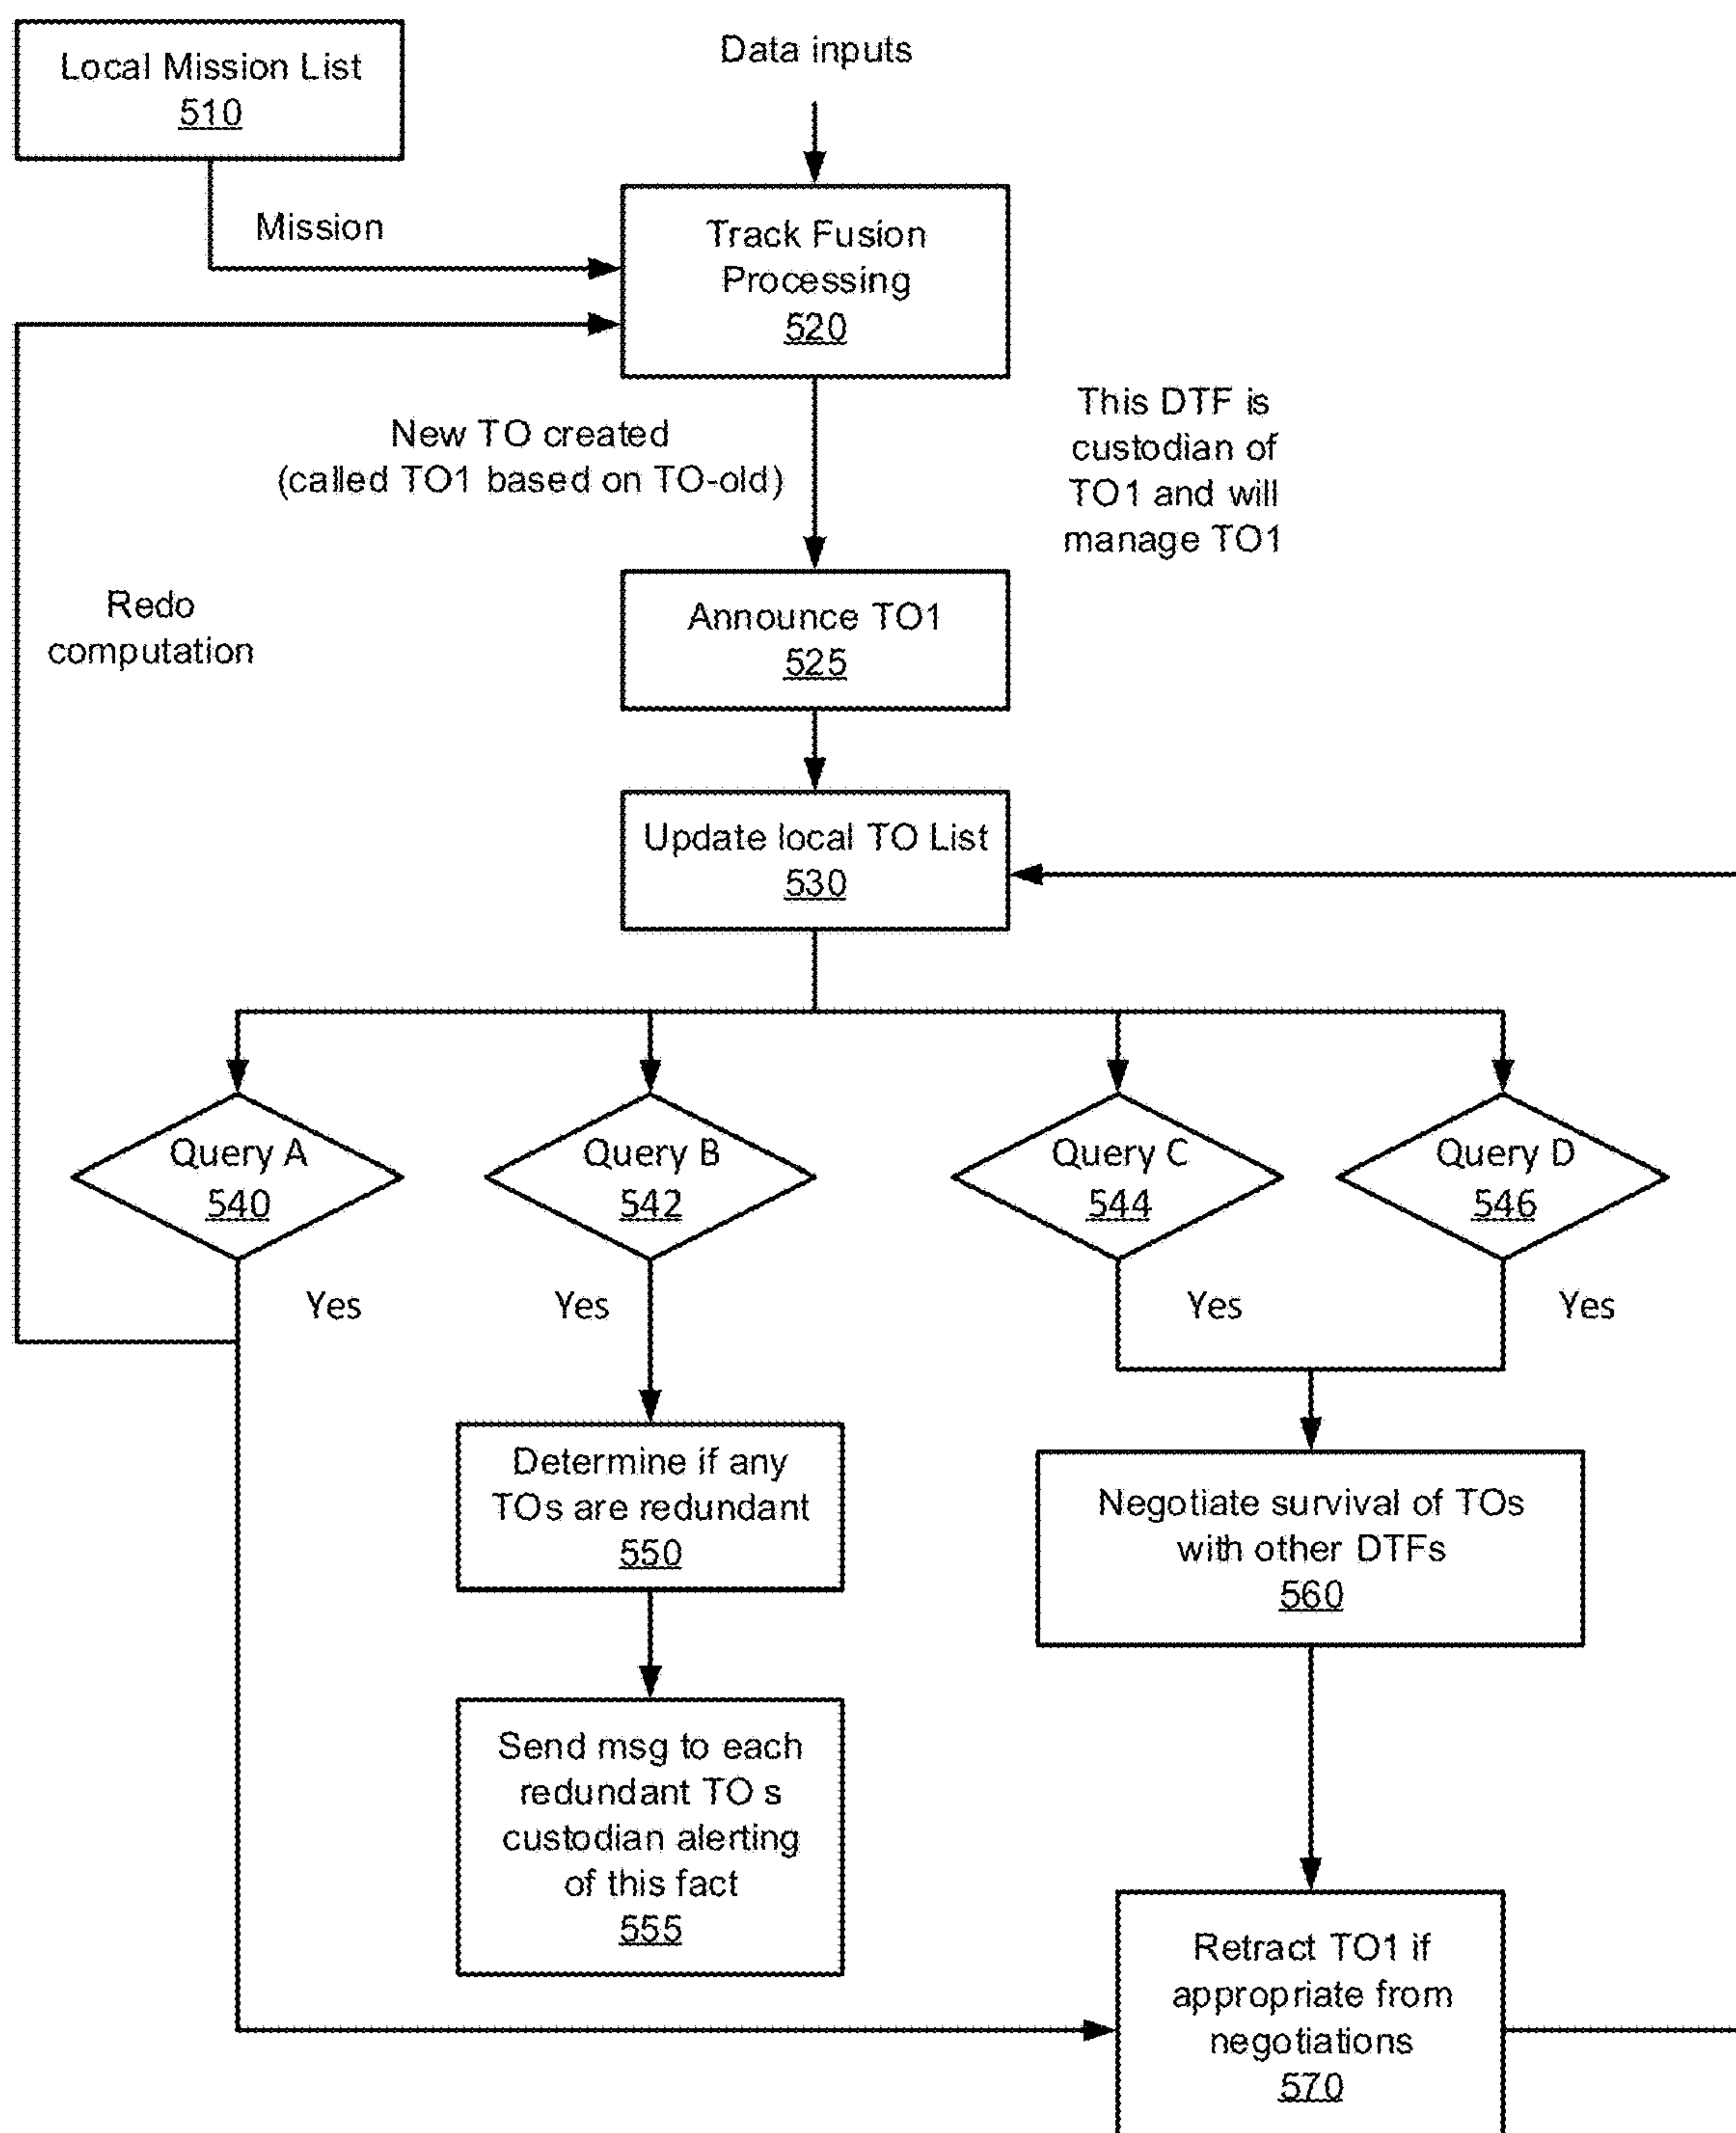 Local Mission List
510
Data inputs
Mission
Track Fusion
Processing
520
New TO created
(called TO1 based on TO-old)
This DTF is
custodian of
TO1 and will
manage TO1
Redo
computation
Announce TO1
525
Update local TO List
530
Query A
540
Query B
542
Query C
544
Query D
546
Yes
Yes
Yes
Yes
Determine if any
TOs are redundant
550
Negotiate survival of TOs
with other DTFs
560
Send msg to each
redundant TO s
custodian alerting
of this fact
555
Retract TO1 if
appropriate from
negotiations
570